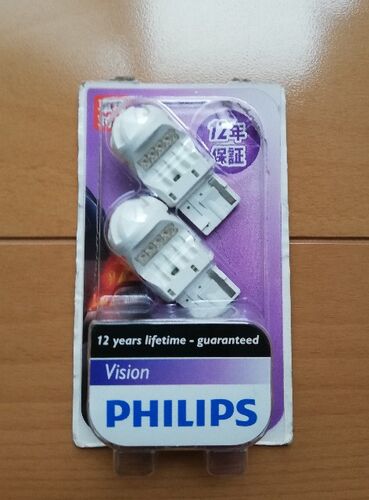 12年
保証
12 years lifetime - guaranteed
Vision
PHILIPS